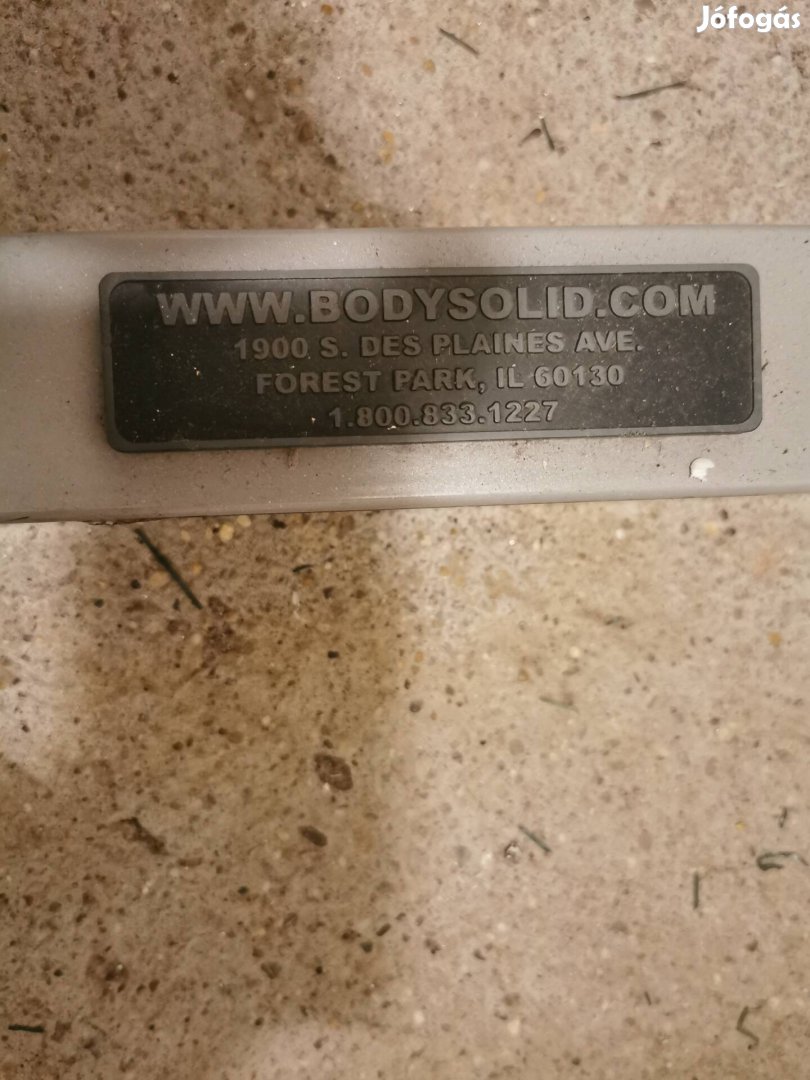 Jófogás
WWW.BODYSOLID.COM
1900 S. DES PLAINES AVE.
FOREST PARK, IL 60130
1.800.833.1227